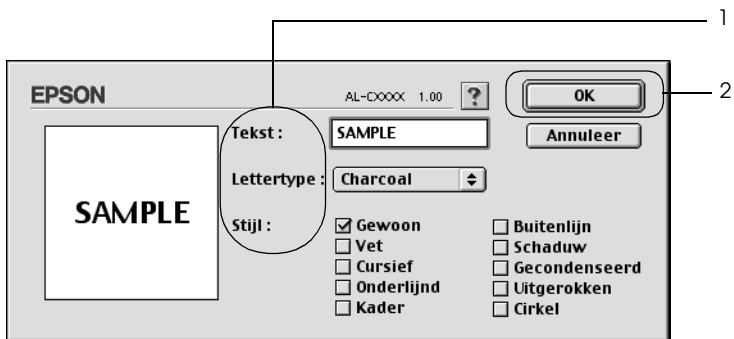 1
EPSON
AL-CXXXX 1.00 ?
OK
2
Tekst :
SAMPLE
Annuleer
Lettertype :
Charcoal
SAMPLE
Stijl :
Gewoon
Buitenlijn
Vet
Schaduw
Cursief
Gecondenseerd
Onderlijnd
Uitgerokken
Kader
Cirkel